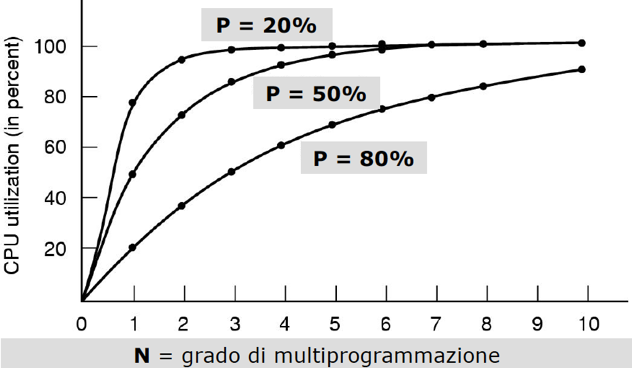 P = 20%
100
80
60
40
20
CPU utilization (in percent)
P = 50%
P = 80%
0 1 2 3 4 5 6 7 8 9 10
N = grado di multiprogrammazione